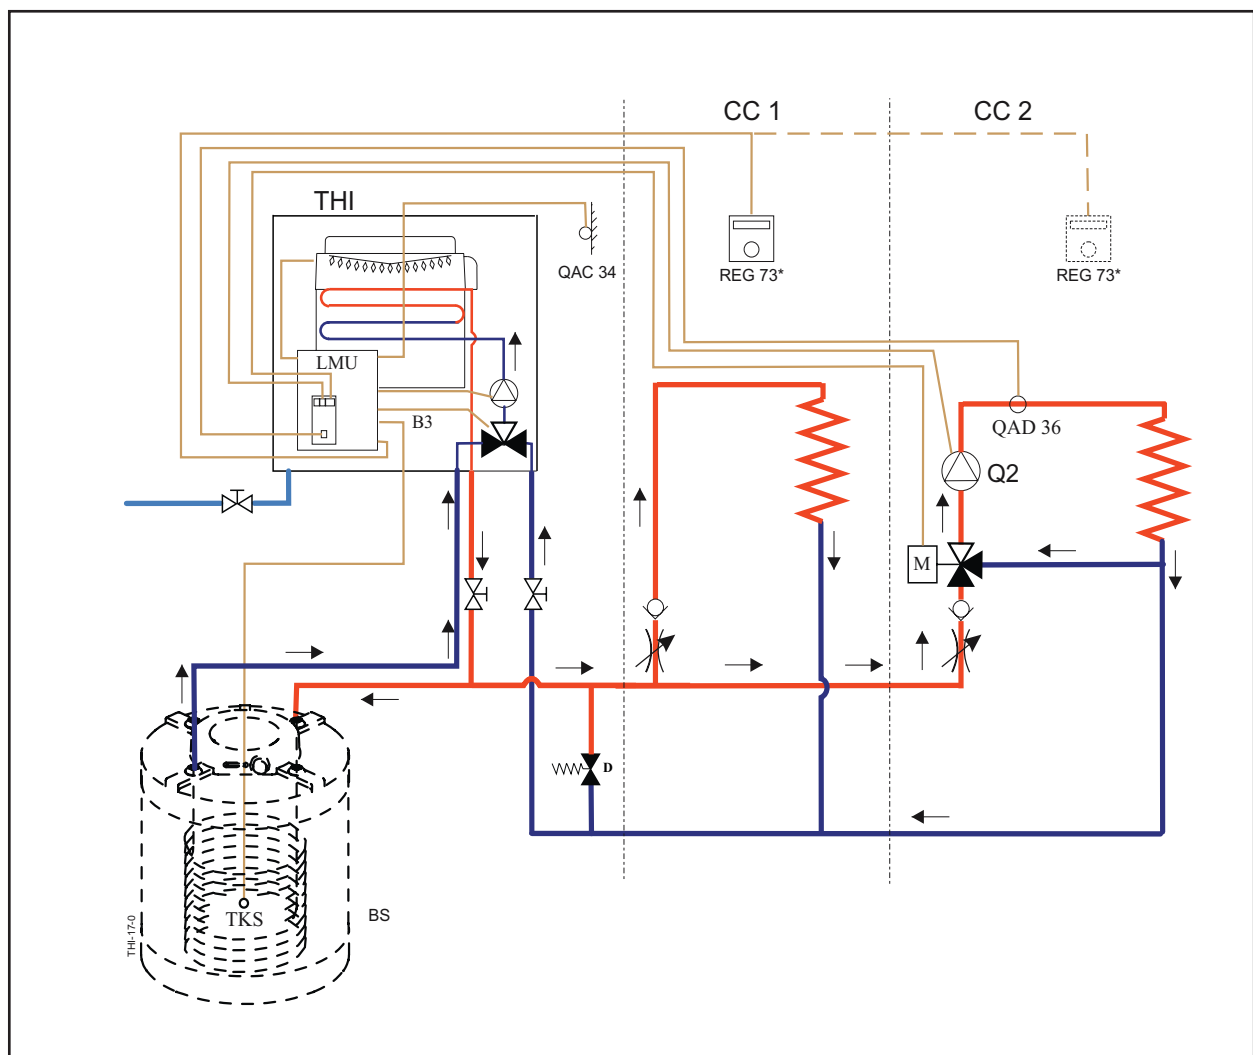 CC 1
CC 2
THI
QAC 34
REG 73*
REG 73*
LMU
B3
QAD 36
Q2
M
D
TKS
BS
THI-17-0